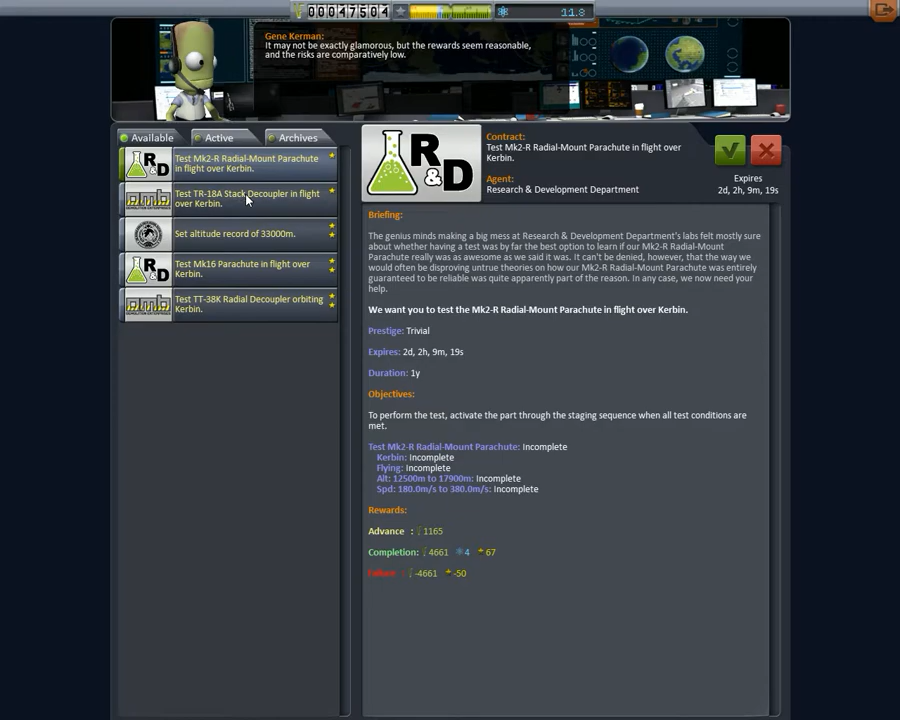 00047504
11.8
Gene Kerman:
It may not be exactly glamorous, but the rewards seem reasonable,
and the risks are comparatively low.
Available
Active
Archives
R&D
Test Mk2-R Radial-Mount Parachute
in flight over Kerbin.
Test TR-18A Stack Decoupler in flight
over Kerbin.
Set altitude record of 33000m.
R&D
Test Mk16 Parachute in flight over
Kerbin.
Test TT-38K Radial Decoupler orbiting
Kerbin.
R&D
Contract:
Test Mk2-R Radial-Mount Parachute in flight over
Kerbin.
Agent:
Research & Development Department
Expires
2d, 2h, 9m, 19s
Briefing:
The genius minds making a big mess at Research & Development Department's labs felt mostly sure
about whether having a test was by far the best option to learn if our Mk2-R Radial-Mount
Parachute really was as awesome as we said it was. It can't be denied, however, that the way we
would often be disproving untrue theories on how our Mk2-R Radial-Mount Parachute was entirely
guaranteed to be reliable was quite apparently part of the reason. In any case, we now need your
help.
We want you to test the Mk2-R Radial-Mount Parachute in flight over Kerbin.
Prestige: Trivial
Expires: 2d, 2h, 9m, 19s
Duration: 1y
Objectives:
To perform the test, activate the part through the staging sequence when all test conditions are
met.
Test Mk2-R Radial-Mount Parachute: Incomplete
Kerbin: Incomplete
Flying: Incomplete
Alt: 12500m to 17900m: Incomplete
Spd: 180.0m/s to 380.0m/s: Incomplete
Rewards:
Advance : 1165
Completion: 4661 4 +67
Failure: -4661 -50